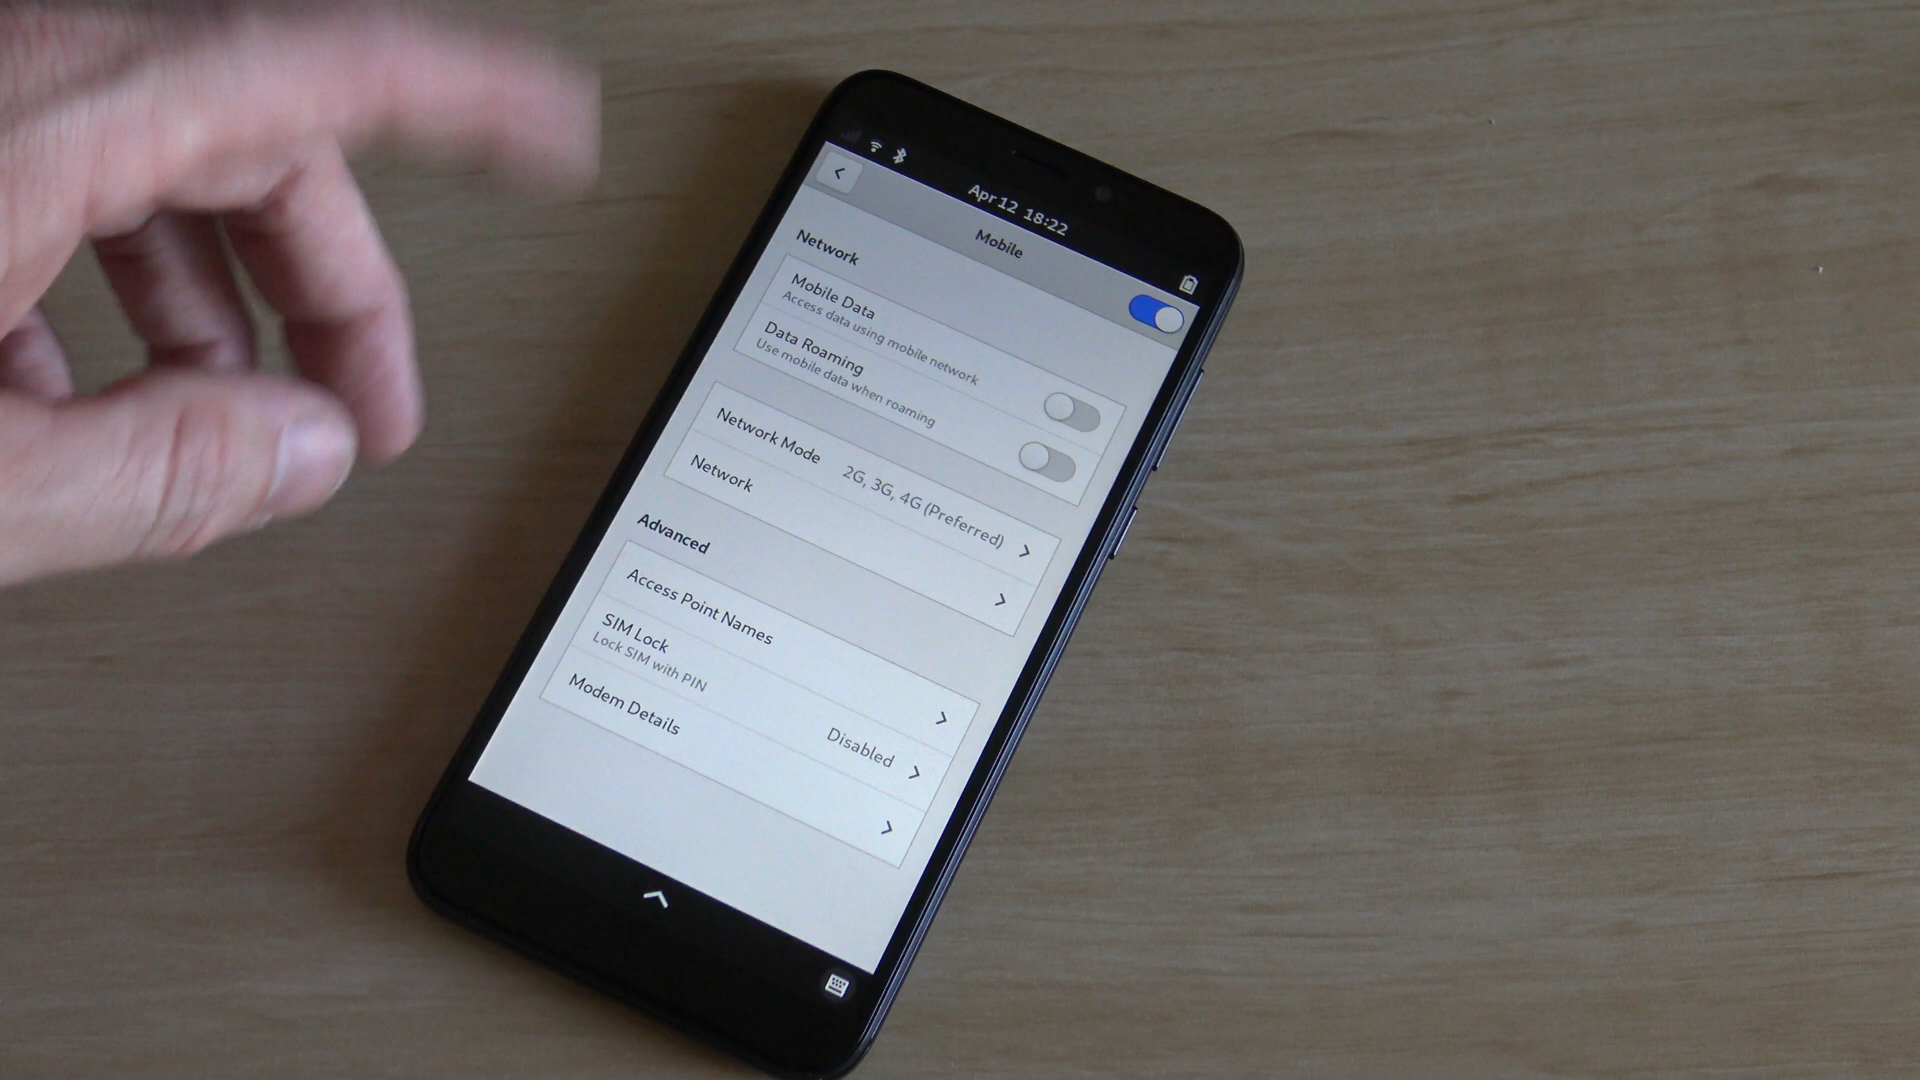 Apr 12 18:22
Mobile
Network
Mobile Data
Access data using mobile network
Data Roaming
Use mobile data when roaming
Network Mode 2G, 3G, 4G (Preferred)
Network
Advanced
Access Point Names
SIM Lock
Lock SIM with PIN
Disabled
Modem Details